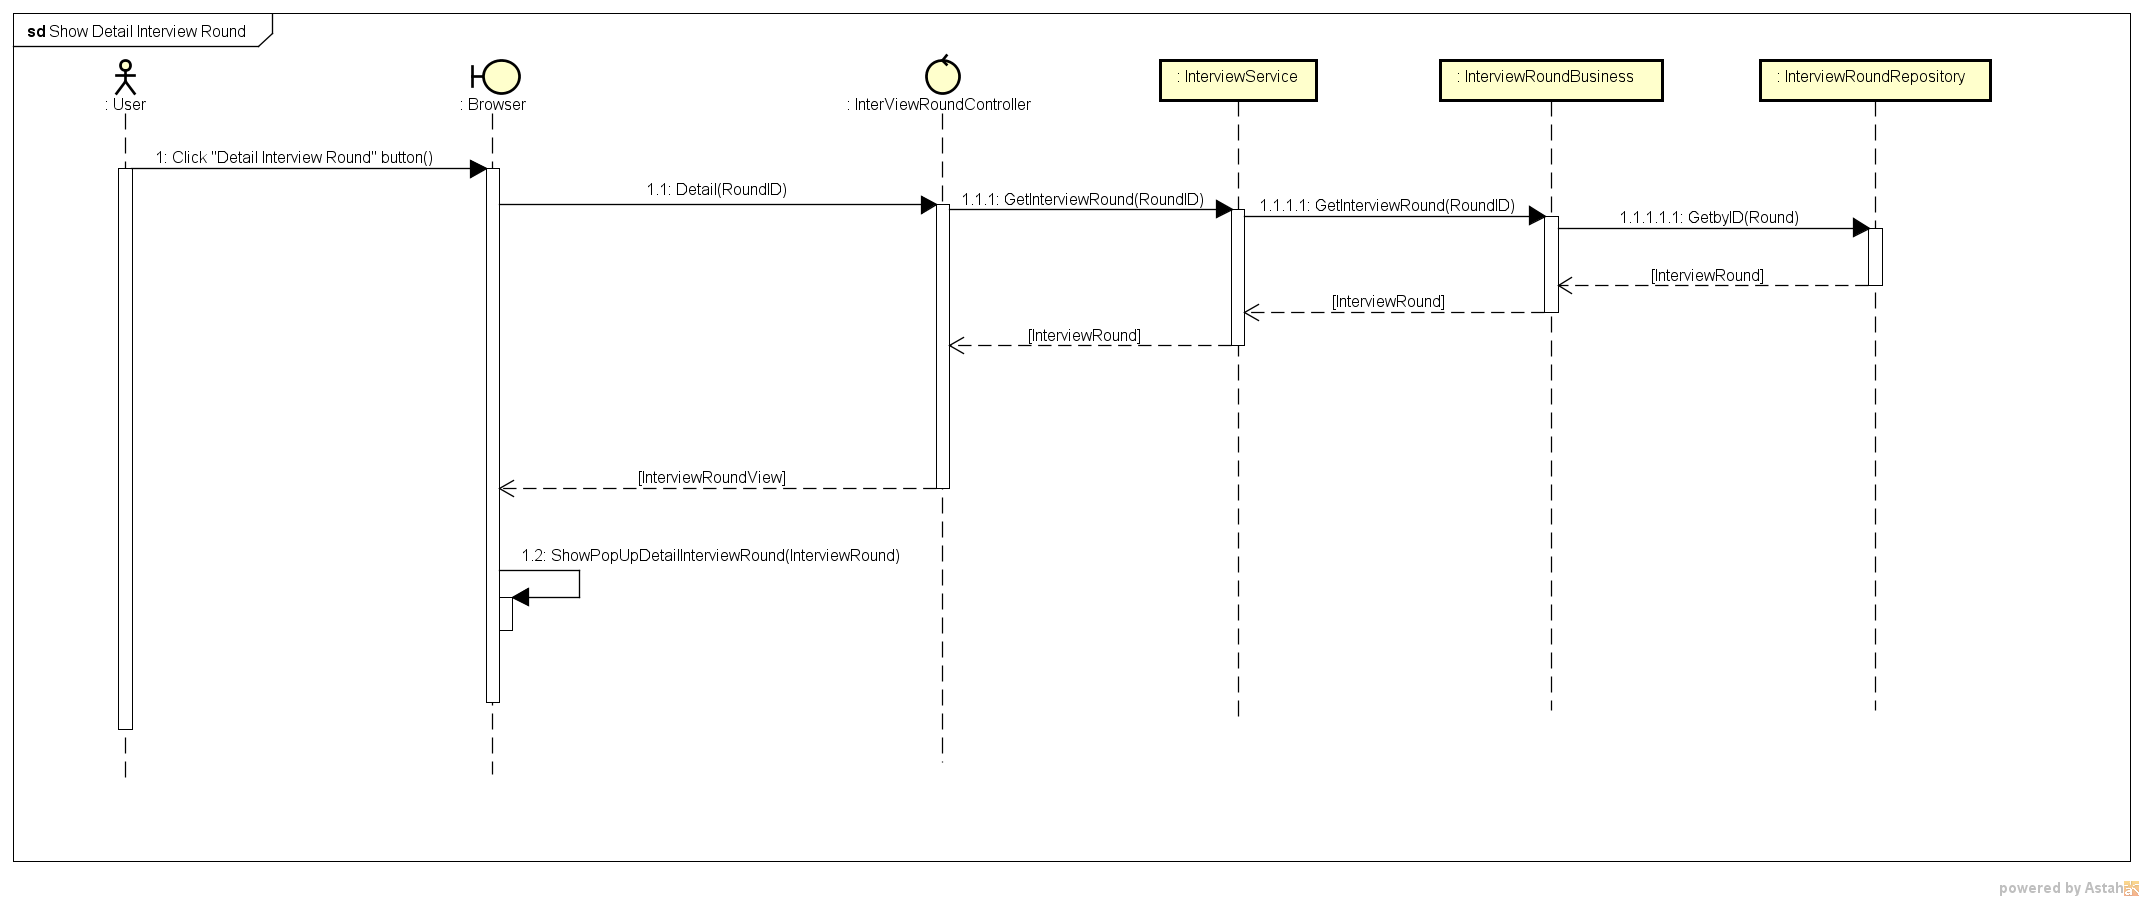 sd Show Detail Interview Round
: User
: Browser
: InterViewRoundController
: InterviewService
: InterviewRoundBusiness
: InterviewRoundRepository
1: Click "Detail Interview Round" button()
1.1: Detail(RoundID)
1.1.1: GetInterviewRound(RoundID)
1.1.1.1: GetInterviewRound(RoundID)
1.1.1.1.1: GetbyID(Round)
[InterviewRound]
[InterviewRound]
[InterviewRound]
[InterviewRoundView]
1.2: ShowPopUpDetailInterviewRound(InterviewRound)
powered by Astah